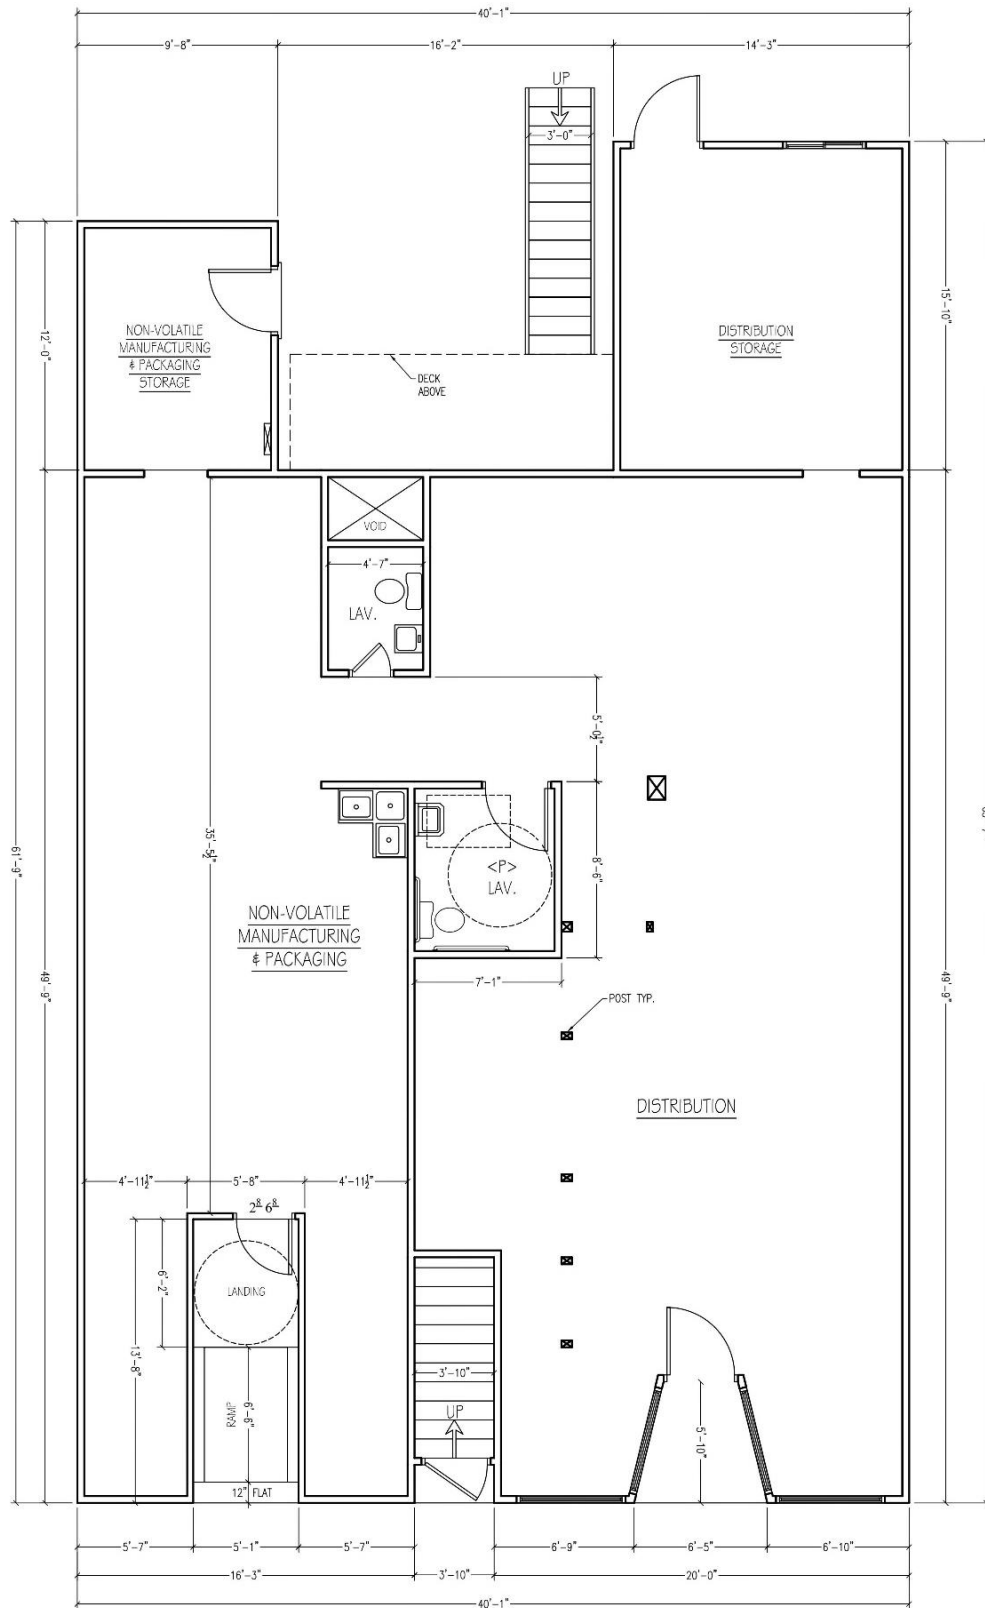 40'-1"
9'-8"
16'-2"
14'-3"
UP
3'-0"
15'-10"
12'-0"
NON-VOLATILE
MANUFACTURING
& PACKAGING
STORAGE
DISTRIBUTION
STORAGE
DECK
ABOVE
VOID
4'-7"
LAV.
5'-0½"
61'-9"
35'-5½"
8'-6"
<P>
LAV.
NON-VOLATILE
MANUFACTURING
& PACKAGING
49'-9"
49'-9"
7'-1"
POST TYP.
DISTRIBUTION
4'-11½"
5'-8"
4'-11½"
2⁸ 6⁸
6'-2"
LANDING
13'-8"
3'-10"
RAMP
6'-6"
UP
5'-10"
12" FLAT
5'-7"
5'-1"
5'-7"
6'-9"
6'-5"
6'-10"
16'-3"
3'-10"
20'-0"
40'-1"